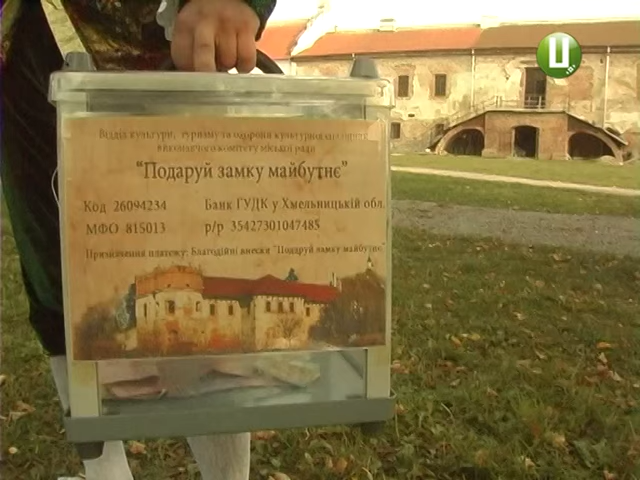 Відділ культури, туризму та охорони культурної спадщини
виконавчого комітету міської ради
"Подаруй замку майбутнє"
Код 26094234 Банк ГУДК у Хмельницькій обл.
МФО 815013 р/р 35427301047485
Призначення платежу: Благодійні внески "Подаруй замку майбутнє"
Ц